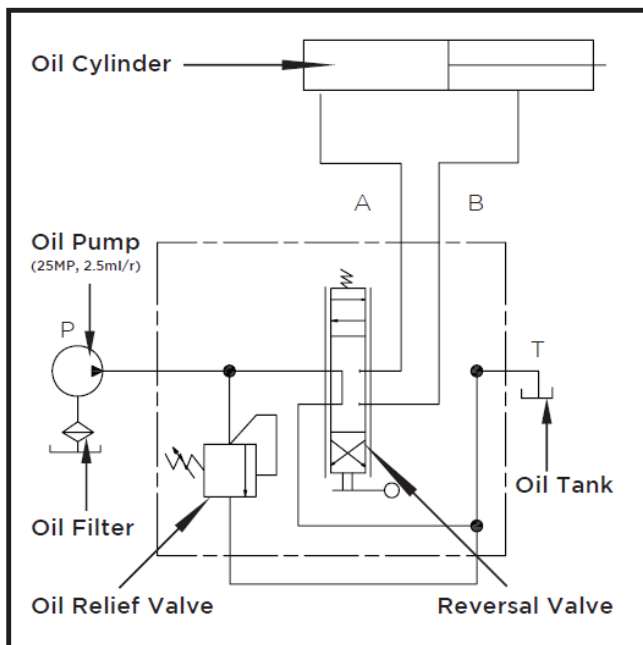 Oil Cylinder
A
B
Oil Pump
(25MP, 2.5ml/r)
P
T
Oil Filter
Oil Tank
Oil Relief Valve
Reversal Valve